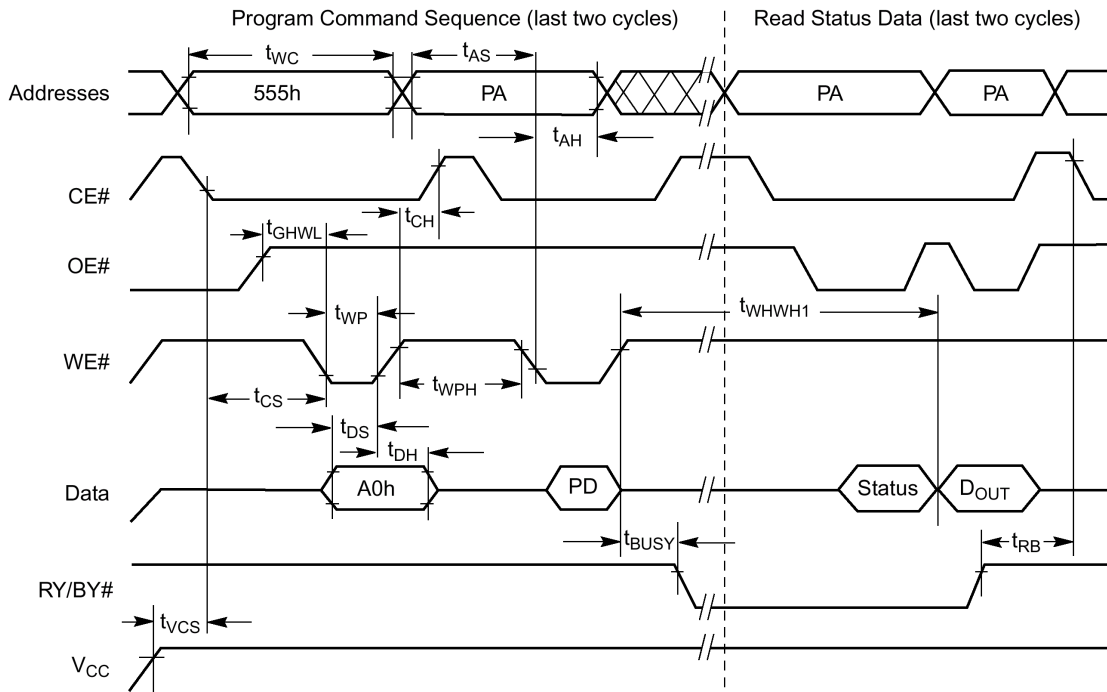 Program Command Sequence (last two cycles) Read Status Data (last two cycles)
tWC tAS
Addresses 555h PA PA PA
tAH
CE#
tCH
tGHWL
OE#
tWP tWHWH1
WE#
tWPH
tCS
tDS
tDH
Data A0h PD Status DOUT
tBUSY tRB
RY/BY#
tVCS
VCC